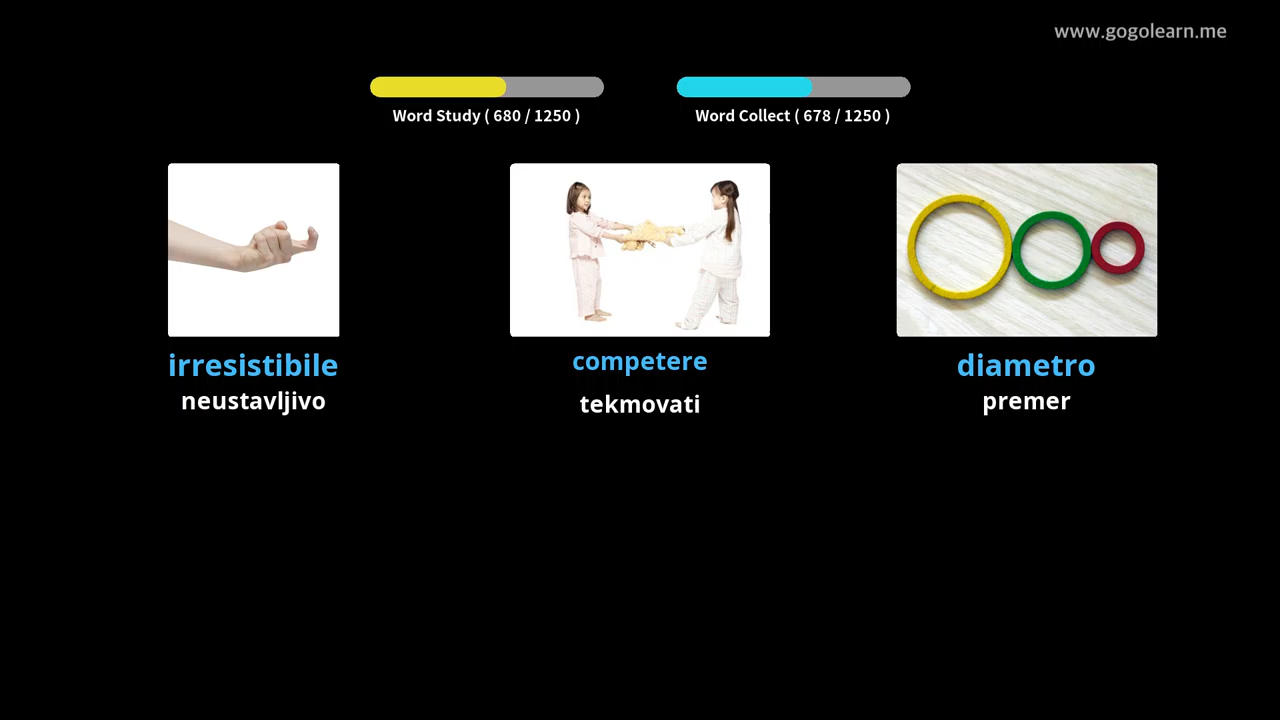 www.gogolearn.me
Word Study ( 680 / 1250 )
Word Collect ( 678 / 1250 )
irresistibile
neustavljivo
competere
tekmovati
diametro
premer